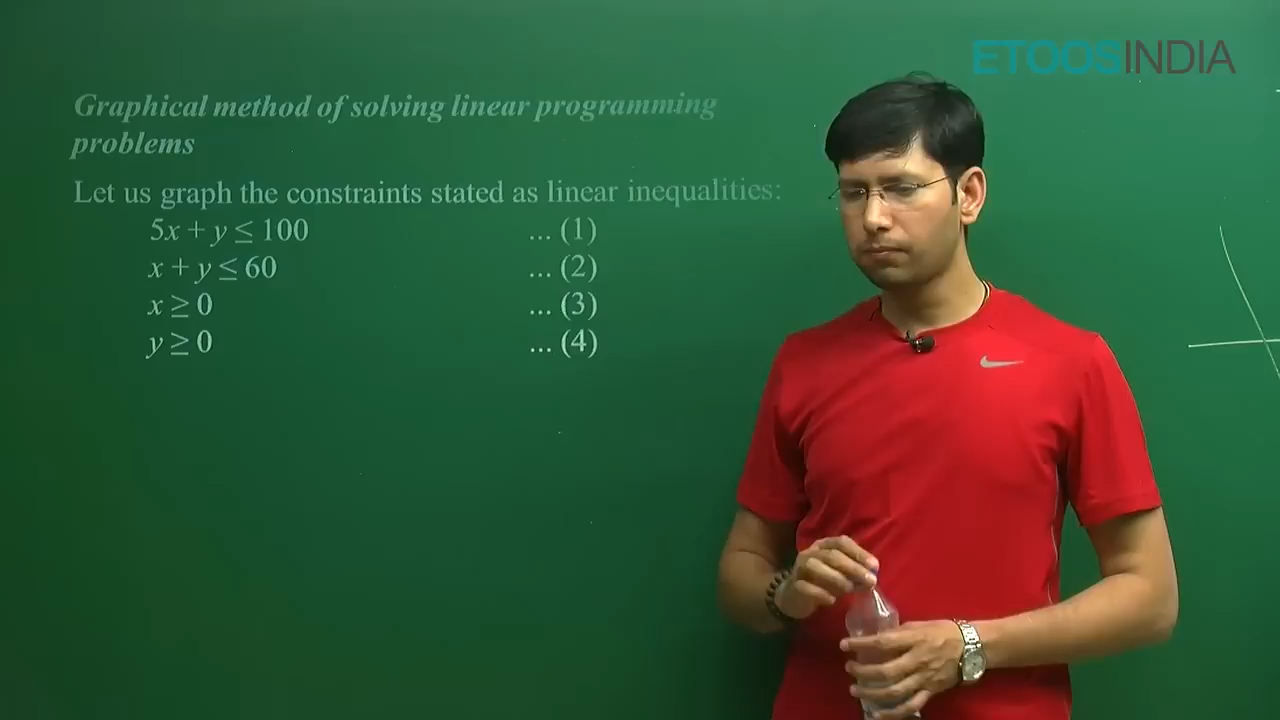 ETOOSINDIA
Graphical method of solving linear programming
problems
Let us graph the constraints stated as linear inequalities:
5x + y ≤ 100 ... (1)
x + y ≤ 60 ... (2)
x ≥ 0 ... (3)
y ≥ 0 ... (4)